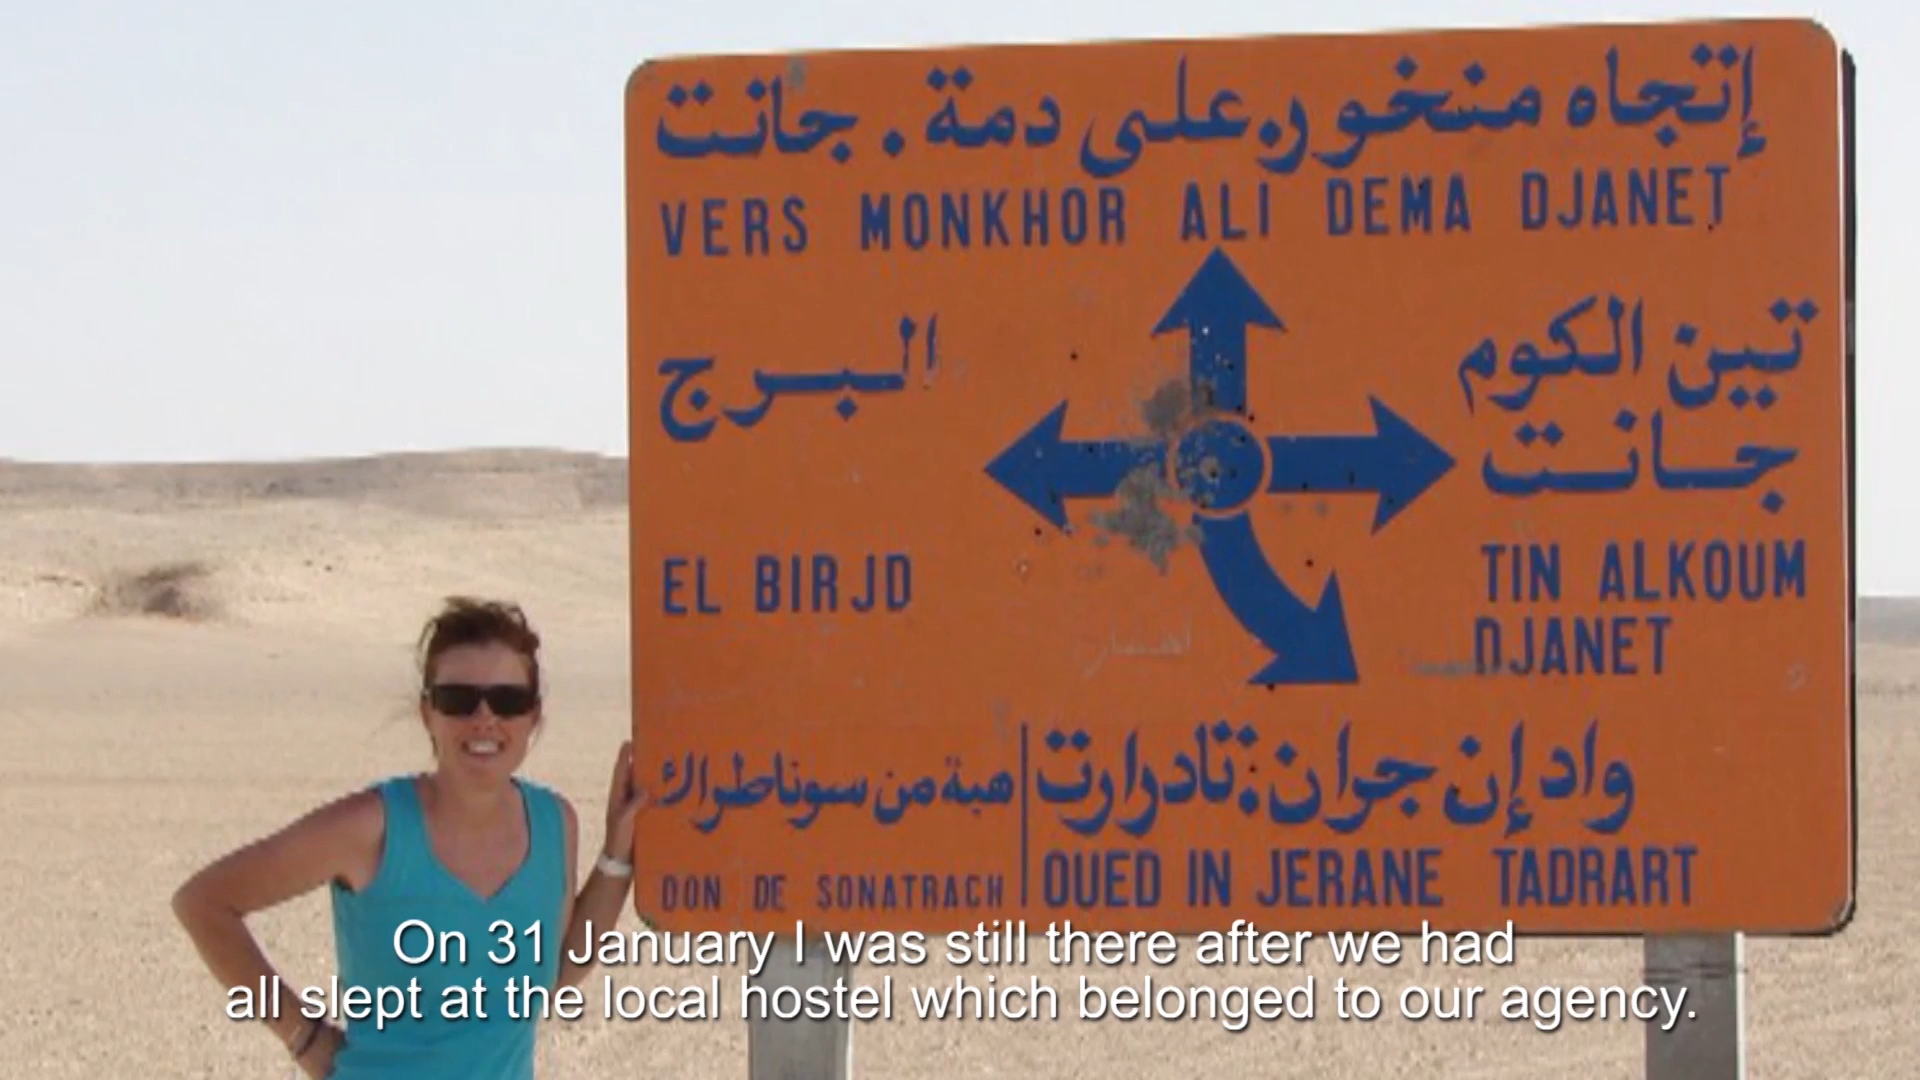 إتجاه منخور.على دمة . جانت
VERS MONKHOR ALI DEMA DJANET
البرج
تين الكوم
جانت
EL BIRJD
TIN ALKOUM
DJANET
هبة من سوناطراك
واد إن جران: تادرارت
DON DE SONATRACH
OUED IN JERANE TADRART
On 31 January I was still there after we had
all slept at the local hostel which belonged to our agency.